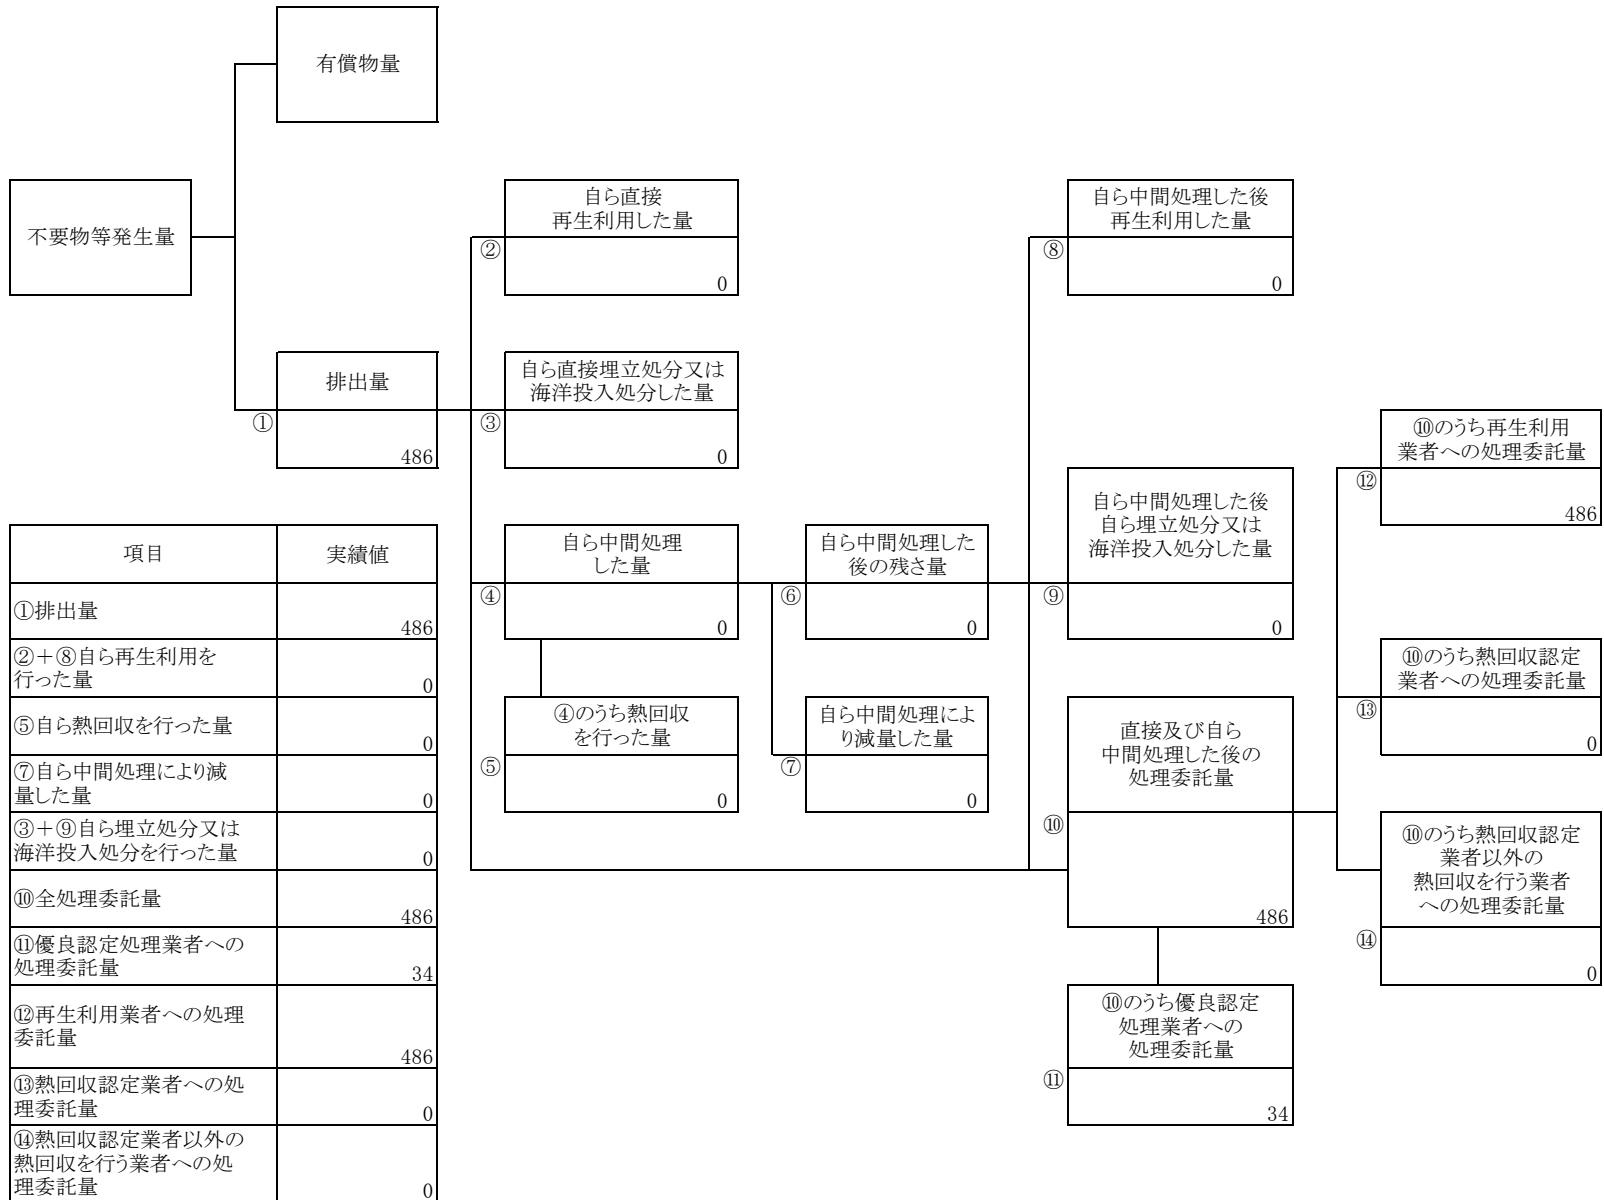 有償物量
不要物等発生量
自ら直接
再生利用した量
②
0
自ら中間処理した後
再生利用した量
⑧
0
排出量
①
486
自ら直接埋立処分又は
海洋投入処分した量
③
0
⑩のうち再生利用
業者への処理委託量
⑫
486
自ら中間処理
した量
④
0
自ら中間処理した
後の残さ量
⑥
0
自ら中間処理した後
自ら埋立処分又は
海洋投入処分した量
⑨
0
⑩のうち熱回収認定
業者への処理委託量
⑬
0
④のうち熱回収
を行った量
⑤
0
自ら中間処理によ
り減量した量
⑦
0
直接及び自ら
中間処理した後の
処理委託量
⑩
486
⑩のうち熱回収認定
業者以外の
熱回収を行う業者
への処理委託量
⑭
0
⑩のうち優良認定
処理業者への
処理委託量
⑪
34
項目 実績値
①排出量
486
②＋⑧自ら再生利用を
行った量
0
⑤自ら熱回収を行った量
0
⑦自ら中間処理により減
量した量
0
③＋⑨自ら埋立処分又は
海洋投入処分を行った量
0
⑩全処理委託量
486
⑪優良認定処理業者への
処理委託量
34
⑫再生利用業者への処理
委託量
486
⑬熱回収認定業者への処
理委託量
0
⑭熱回収認定業者以外の
熱回収を行う業者への処
理委託量
0